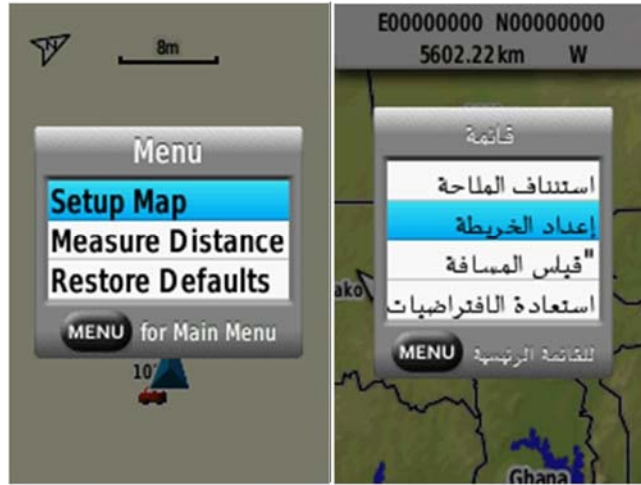 N
8m
Menu
Setup Map
Measure Distance
Restore Defaults
MENU for Main Menu
E00000000 N00000000
5602.22 km W
قائمة
استئناف الملاحة
إعداد الخريطة
"قياس المسافة
استعادة الافتراضيات
MENU للقائمة الرئيسية
ako
Ghana